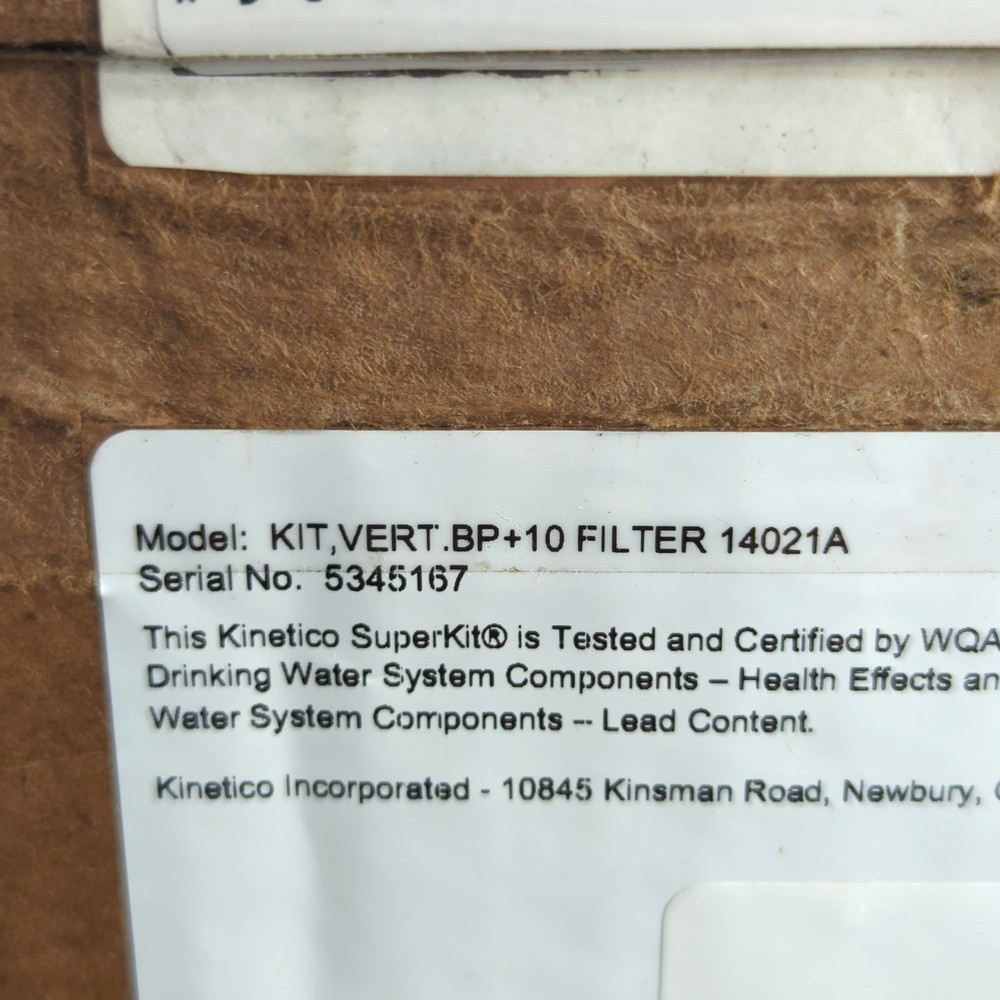 Model: KIT,VERT.BP+10 FILTER 14021A
Serial No. 5345167
This Kinetico SuperKit® is Tested and Certified by WQA
Drinking Water System Components – Health Effects an
Water System Components -- Lead Content.
Kinetico Incorporated - 10845 Kinsman Road, Newbury,